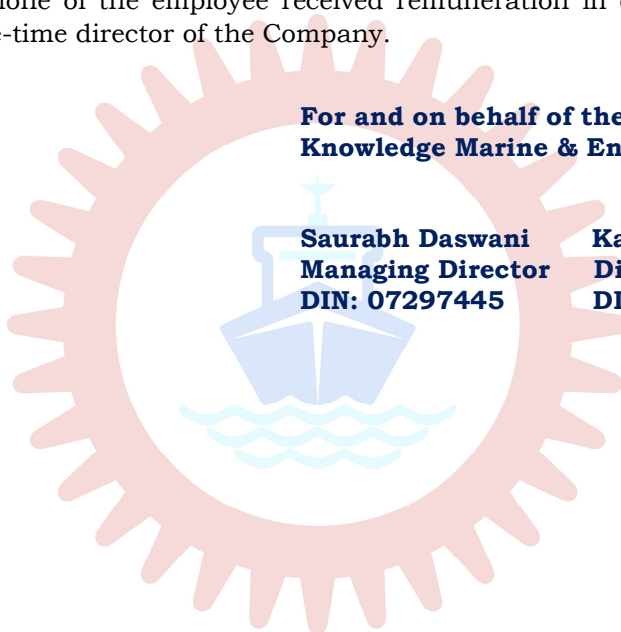 none of the employee received remuneration in
-time director of the Company.
For and on behalf of the
Knowledge Marine &
Saurabh Daswani
Managing Director
DIN: 07297445